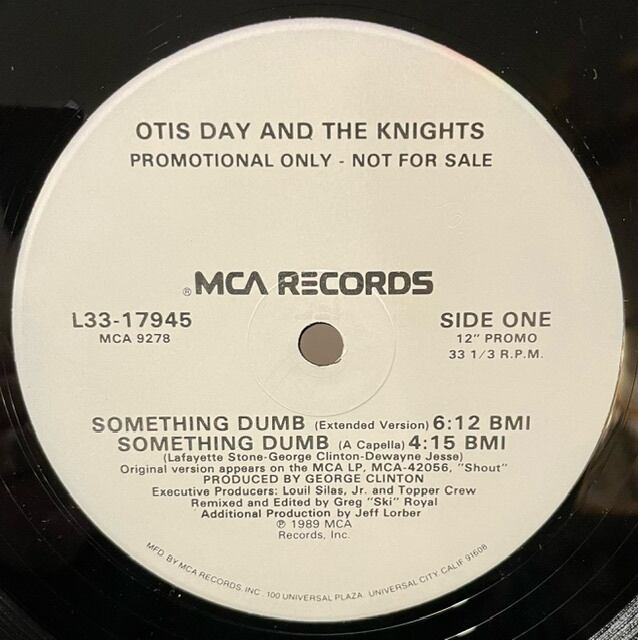 OTIS DAY AND THE KNIGHTS
PROMOTIONAL ONLY - NOT FOR SALE
® MCA RECORDS
L33-17945
MCA 9278
SIDE ONE
12" PROMO
33 1/3 R.P.M.
SOMETHING DUMB (Extended Version) 6:12 BMI
SOMETHING DUMB (A Capella) 4:15 BMI
(Lafayette Stone-George Clinton-Dewayne Jesse)
Original version appears on the MCA LP, MCA-42056, "Shout"
PRODUCED BY GEORGE CLINTON
Executive Producers: Louil Silas, Jr. and Topper Crew
Remixed and Edited by Greg "Ski" Royal
Additional Production by Jeff Lorber
℗ 1989 MCA
Records, Inc.
MFD. BY MCA RECORDS, INC., 100 UNIVERSAL PLAZA, UNIVERSAL CITY, CALIF. 91608